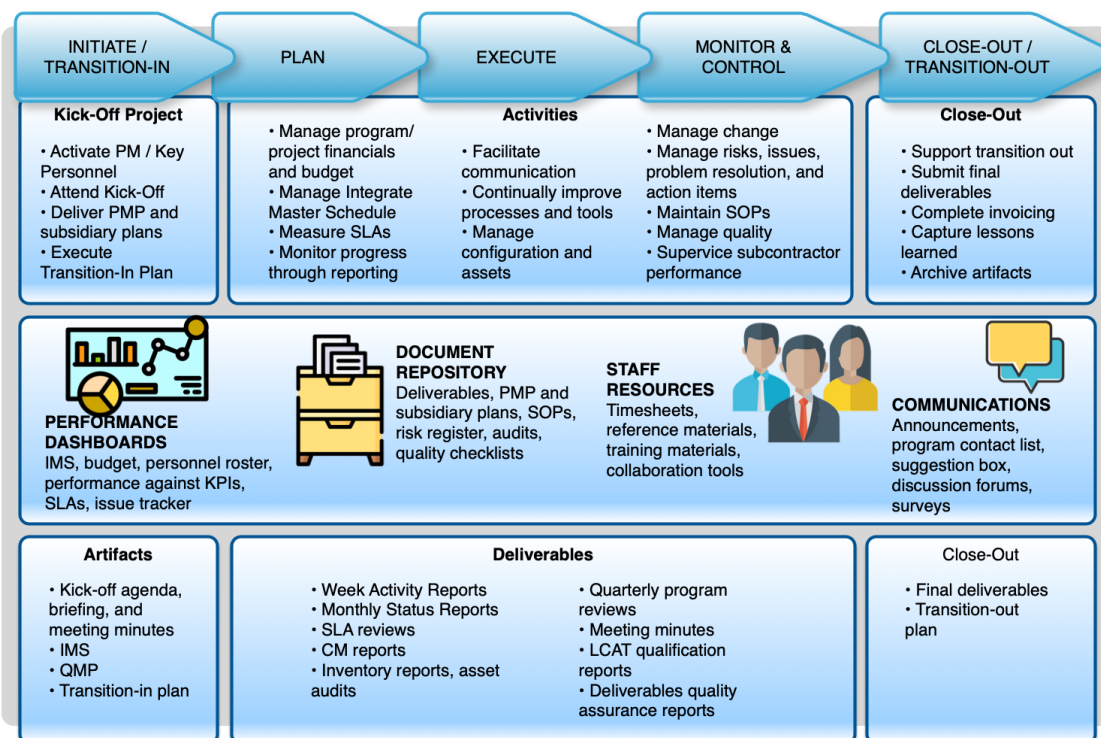 INITIATE /
TRANSITION-IN
PLAN
EXECUTE
MONITOR &
CONTROL
CLOSE-OUT /
TRANSITION-OUT
Kick-Off Project
• Activate PM / Key
Personnel
• Attend Kick-Off
• Deliver PMP and
subsidiary plans
• Execute
Transition-In Plan
Activities
• Manage program/
project financials
and budget
• Manage Integrate
Master Schedule
• Measure SLAs
• Monitor progress
through reporting
• Facilitate
communication
• Continually improve
processes and tools
• Manage
configuration and
assets
• Manage change
• Manage risks, issues,
problem resolution, and
action items
• Maintain SOPs
• Manage quality
• Supervice subcontractor
performance
Close-Out
• Support transition out
• Submit final
deliverables
• Complete invoicing
• Capture lessons
learned
• Archive artifacts
PERFORMANCE
DASHBOARDS
IMS, budget, personnel roster,
performance against KPIs,
SLAs, issue tracker
DOCUMENT
REPOSITORY
Deliverables, PMP and
subsidiary plans, SOPs,
risk register, audits,
quality checklists
STAFF
RESOURCES
Timesheets,
reference materials,
training materials,
collaboration tools
COMMUNICATIONS
Announcements,
program contact list,
suggestion box,
discussion forums,
surveys
Artifacts
• Kick-off agenda,
briefing, and
meeting minutes
• IMS
• QMP
• Transition-in plan
Deliverables
• Week Activity Reports
• Monthly Status Reports
• SLA reviews
• CM reports
• Inventory reports, asset
audits
• Quarterly program
reviews
• Meeting minutes
• LCAT qualification
reports
• Deliverables quality
assurance reports
Close-Out
• Final deliverables
• Transition-out
plan